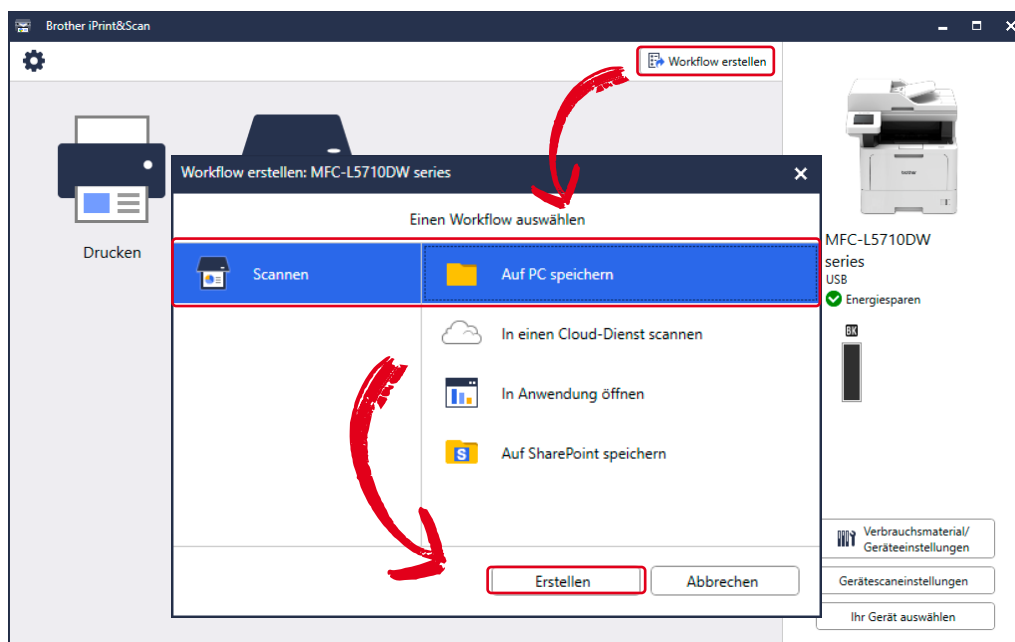 Brother iPrint&Scan
Workflow erstellen
Drucken
Workflow erstellen: MFC-L5710DW series
Einen Workflow auswählen
Scannen
Auf PC speichern
In einen Cloud-Dienst scannen
In Anwendung öffnen
Auf SharePoint speichern
S
Erstellen
Abbrechen
brother
MFC-L5710DW
series
USB
Energiesparen
BK
Verbrauchsmaterial/
Geräteeinstellungen
Gerätescaneinstellungen
Ihr Gerät auswählen